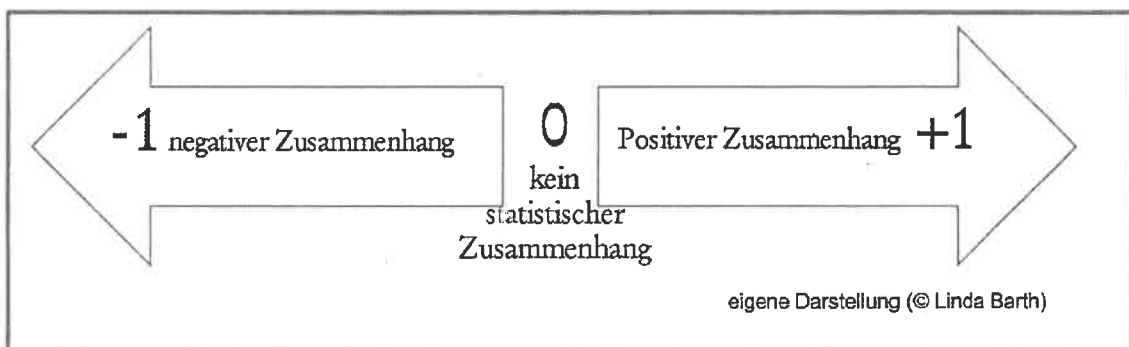 -1 negativer Zusammenhang
0
kein
statistischer
Zusammenhang
Positiver Zusammenhang +1
eigene Darstellung (© Linda Barth)